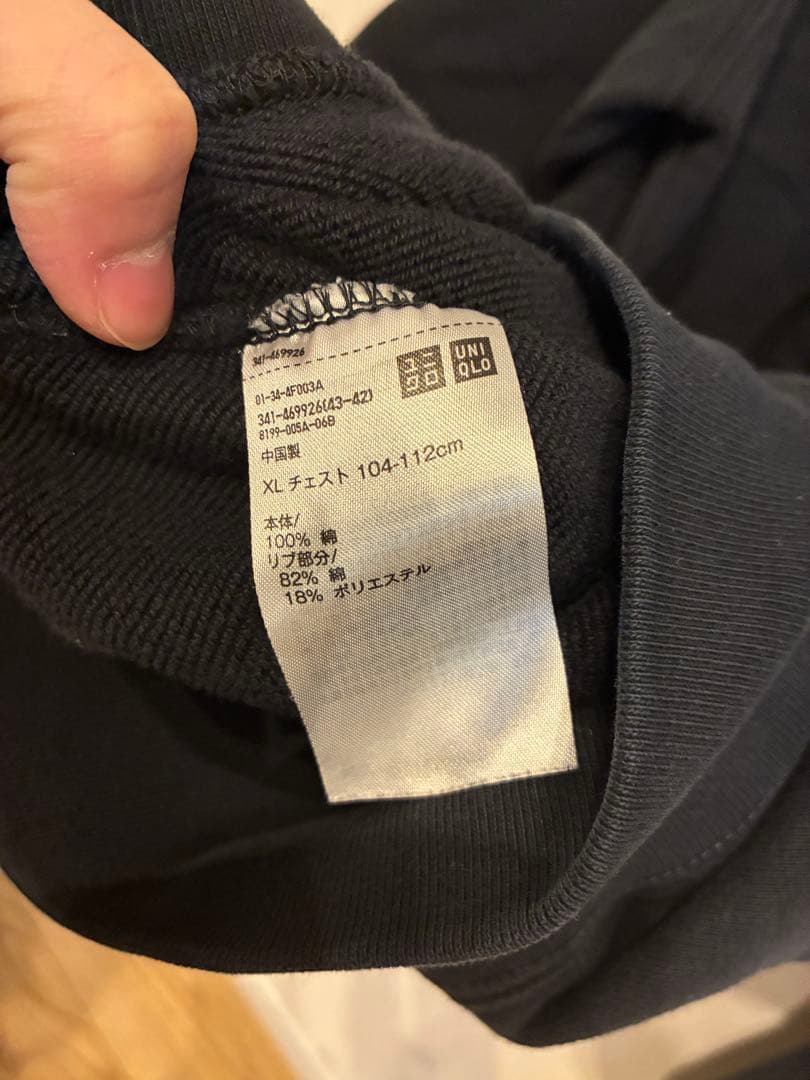 341-469926
ユニ
クロ
UNI
QLO
01-34-4F003A
341-469926(43-42)
8199-005A-06B
中国製
XL チェスト 104-112cm
本体/
100% 綿
リブ部分/
82% 綿
18% ポリエステル